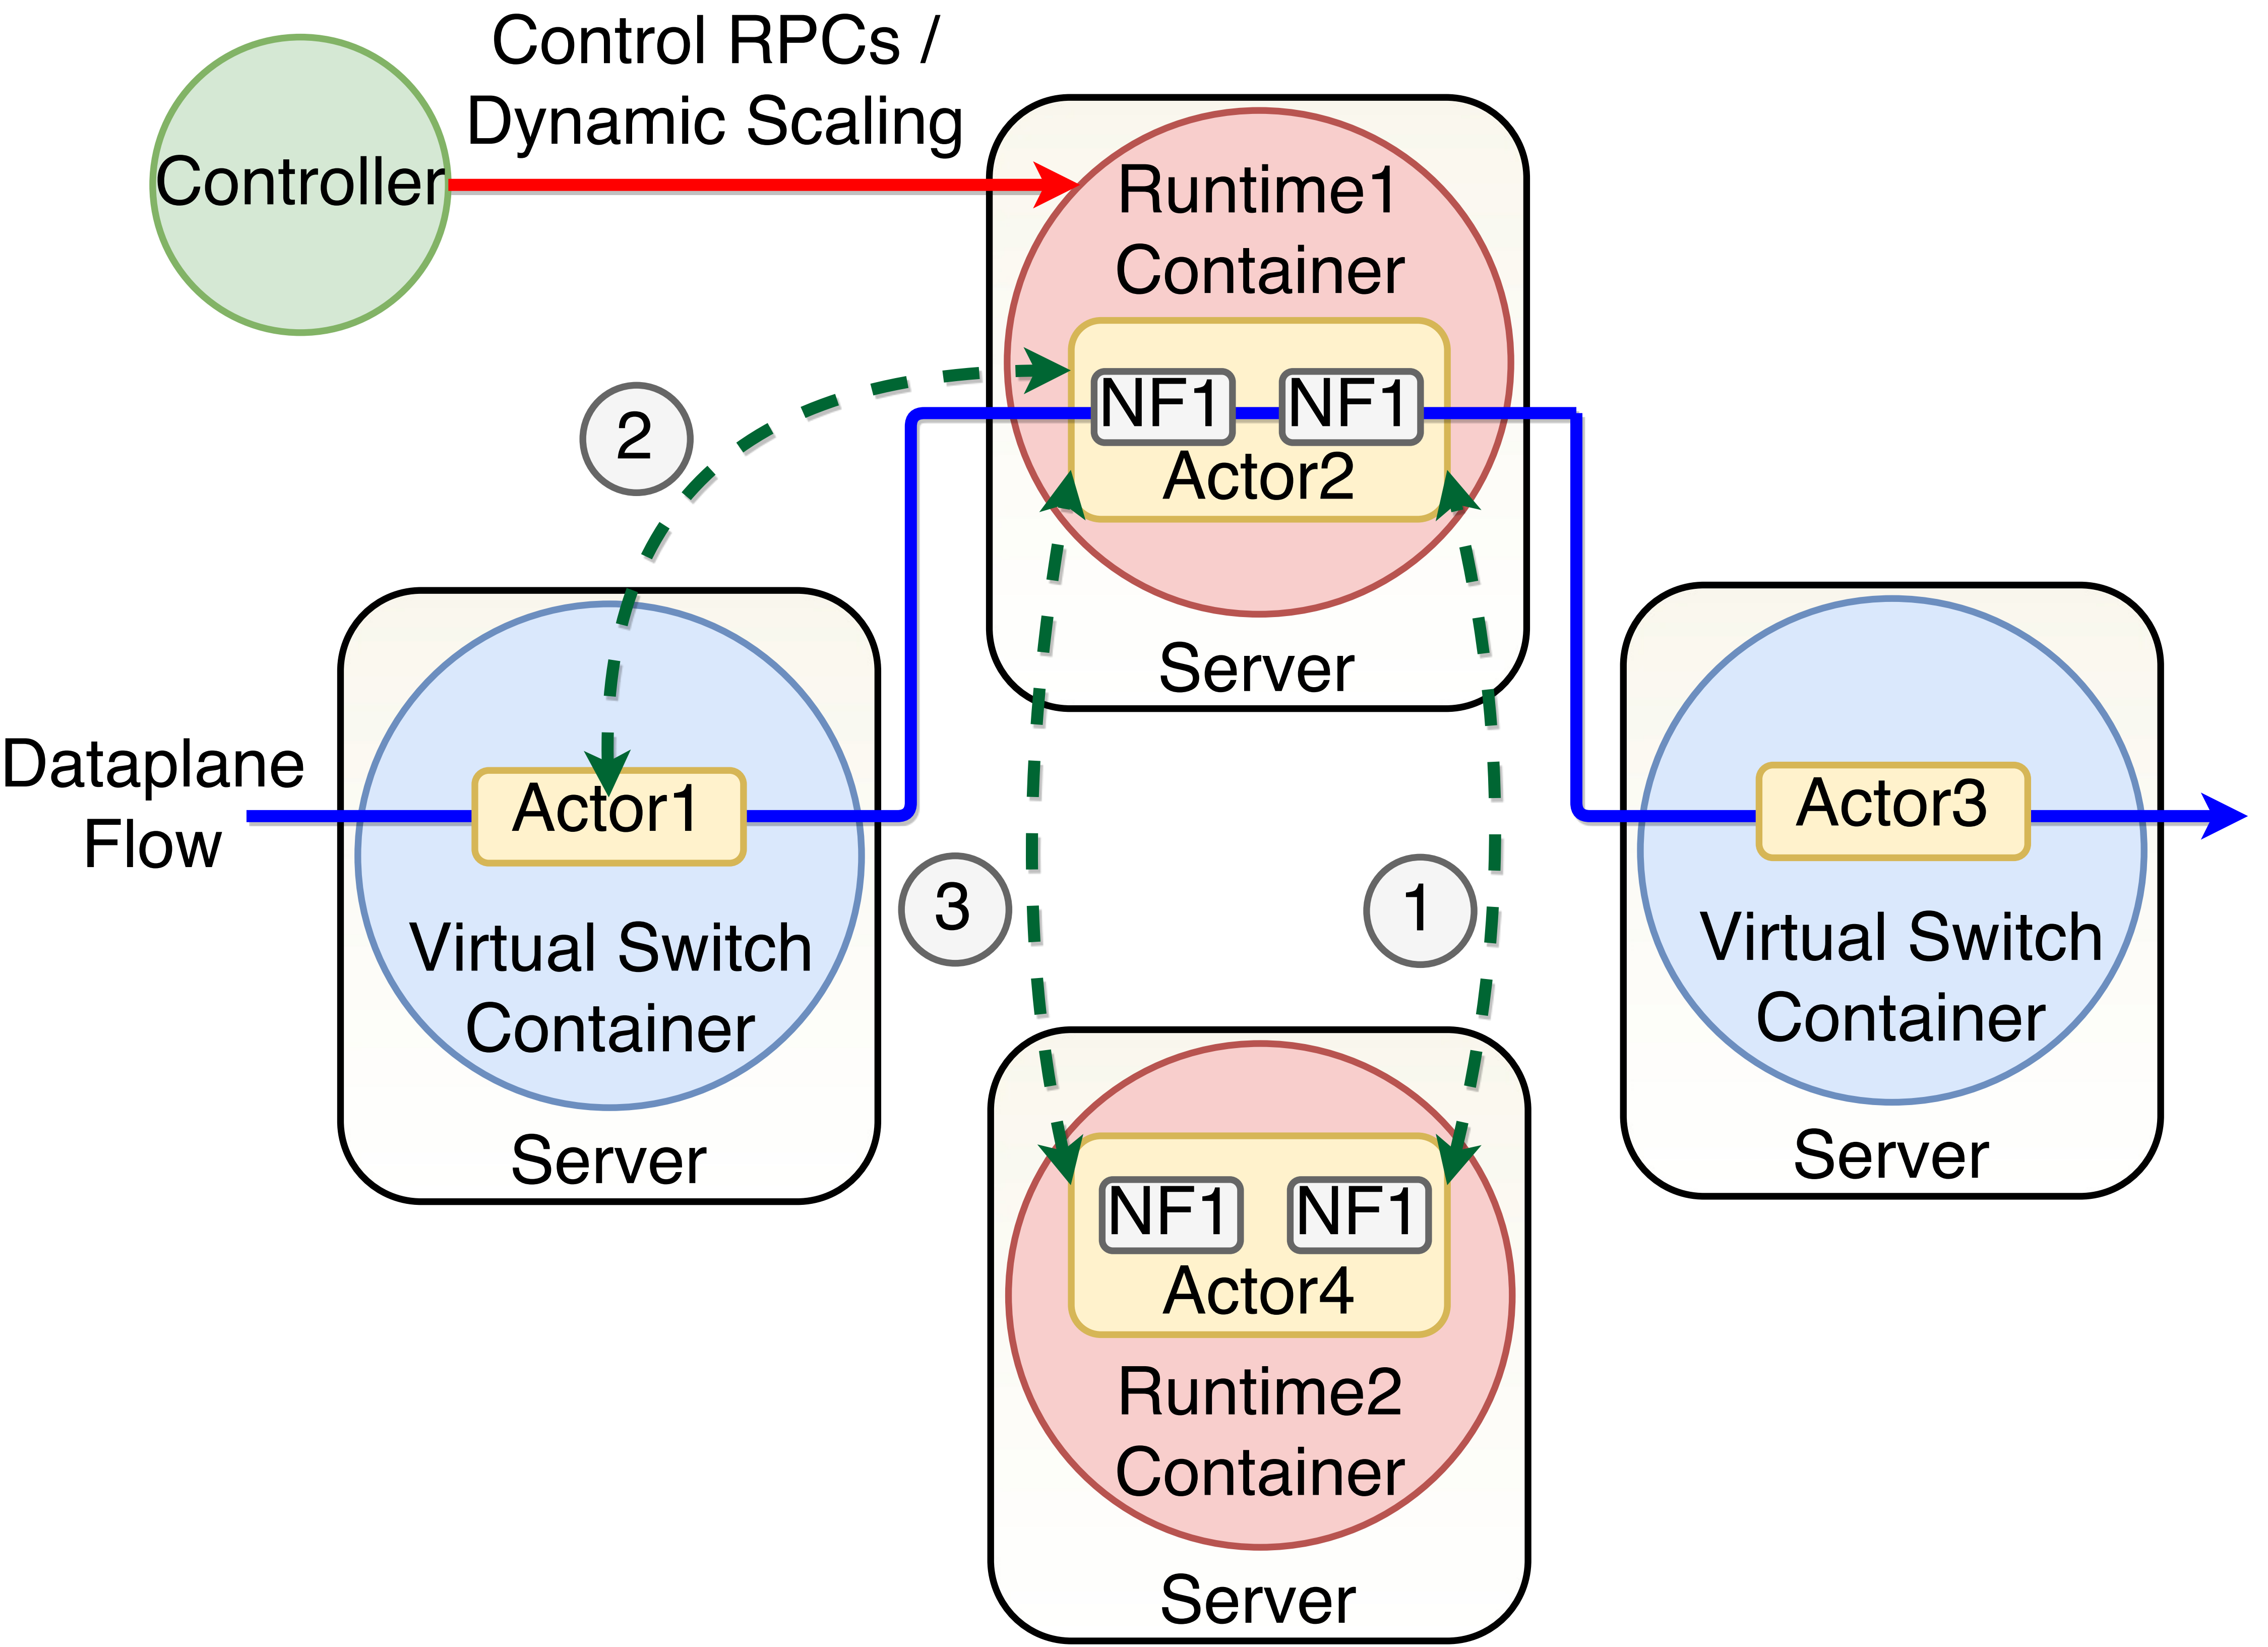 Control RPCs /
Dynamic Scaling
Controller
Runtime1
Container
NF1 NF1
Actor2
Server
2
Dataplane
Flow
Actor1
Virtual Switch
Container
Server
3
1
Actor3
Virtual Switch
Container
Server
NF1 NF1
Actor4
Runtime2
Container
Server